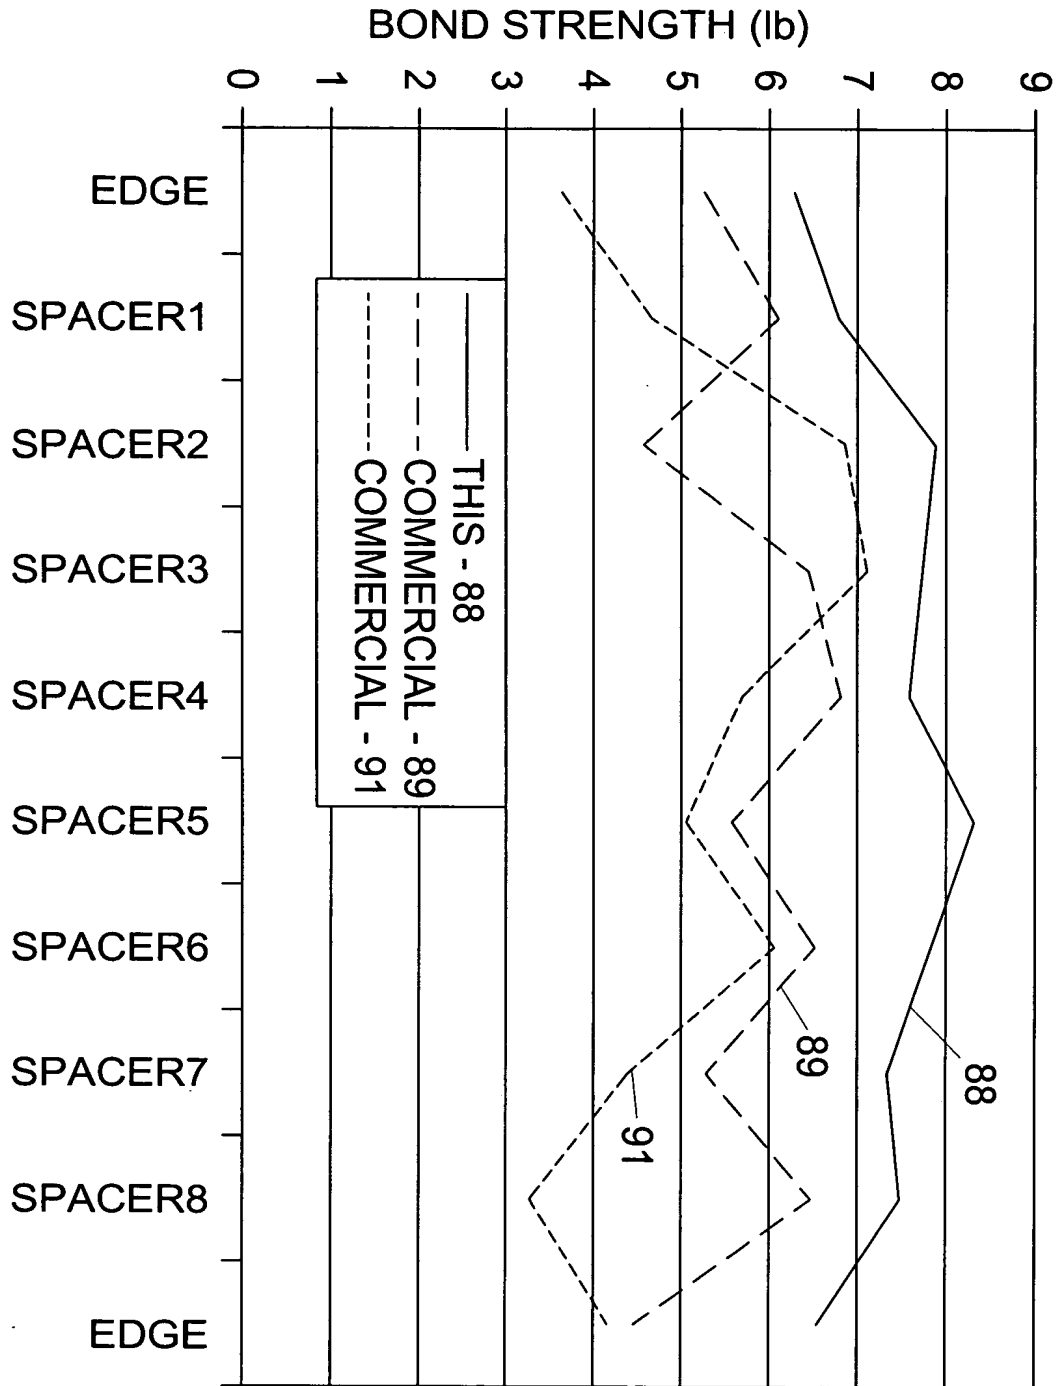 BOND STRENGTH (lb)
0
1
2
3
4
5
6
7
8
9
EDGE
SPACER1
SPACER2
SPACER3
SPACER4
SPACER5
SPACER6
SPACER7
SPACER8
EDGE
THIS - 88
COMMERCIAL - 89
COMMERCIAL - 91
88
89
91